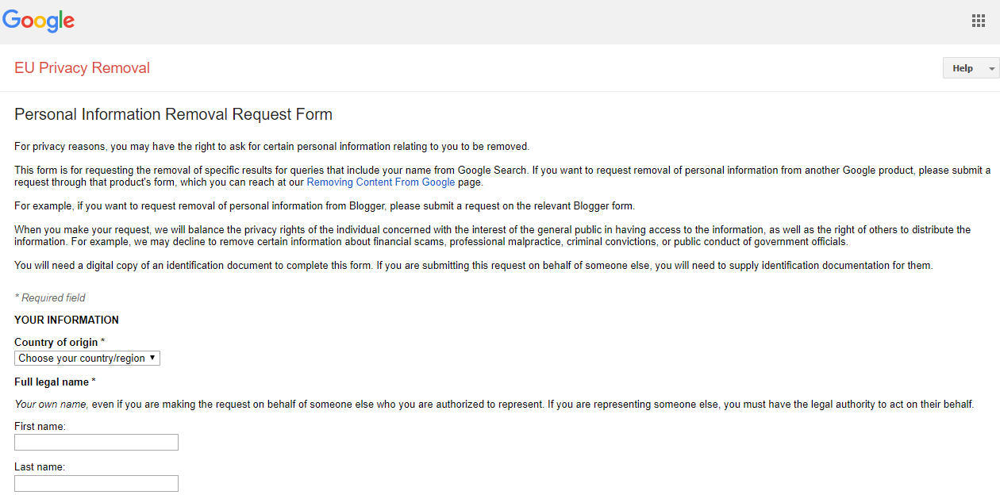 Google
EU Privacy Removal
Help
Personal Information Removal Request Form
For privacy reasons, you may have the right to ask for certain personal information relating to you to be removed.
This form is for requesting the removal of specific results for queries that include your name from Google Search. If you want to request removal of personal information from another Google product, please submit a
request through that product's form, which you can reach at our Removing Content From Google page.
For example, if you want to request removal of personal information from Blogger, please submit a request on the relevant Blogger form.
When you make your request, we will balance the privacy rights of the individual concerned with the interest of the general public in having access to the information, as well as the right of others to distribute the
information. For example, we may decline to remove certain information about financial scams, professional malpractice, criminal convictions, or public conduct of government officials.
You will need a digital copy of an identification document to complete this form. If you are submitting this request on behalf of someone else, you will need to supply identification documentation for them.
* Required field
YOUR INFORMATION
Country of origin *
Choose your country/region
Full legal name *
Your own name, even if you are making the request on behalf of someone else who you are authorized to represent. If you are representing someone else, you must have the legal authority to act on their behalf.
First name:
Last name: